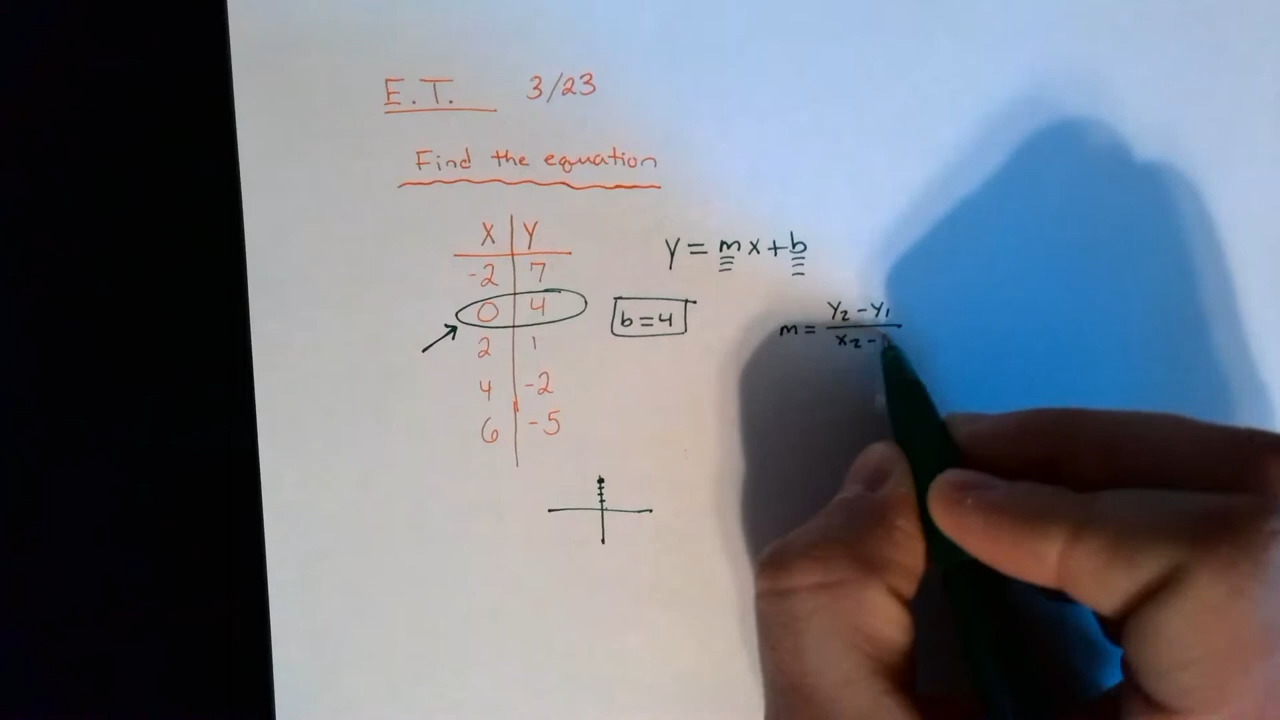 E.T. 3/23
Find the equation
X Y
-2 7
0 4
2 1
4 -2
6 -5
y = mx+b
b=4
m = Y2 - Y1
X2 -